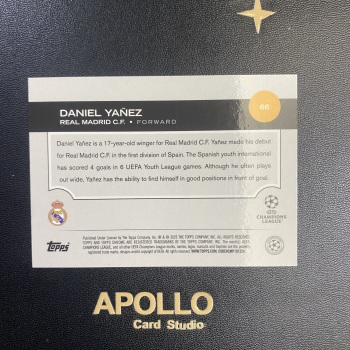 66
DANIEL YAÑEZ
REAL MADRID C.F. • FORWARD
Daniel Yañez is a 17-year-old winger for Real Madrid C.F. Yañez made his debut
for Real Madrid C.F. in the first division of Spain. The Spanish youth international
has scored 4 goals in 6 UEFA Youth League games. Although he often plays
out wide, Yañez has the ability to find himself in good positions in front of goal.
CHAMPIONS
LEAGUE
Topps
APOLLO
Card Studio